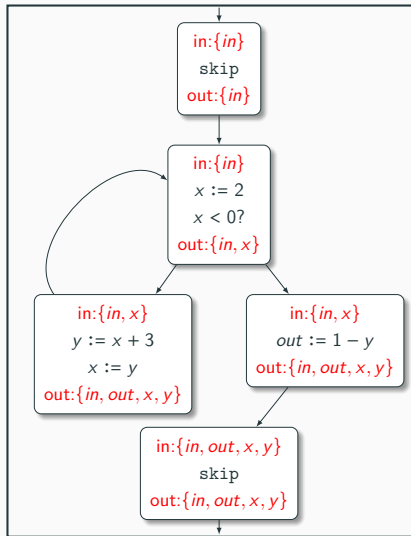 in:{in}
skip
out:{in}
in:{in}
x := 2
x < 0?
out:{in, x}
in:{in, x}
y := x + 3
x := y
out:{in, out, x, y}
in:{in, x}
out := 1 − y
out:{in, out, x, y}
in:{in, out, x, y}
skip
out:{in, out, x, y}